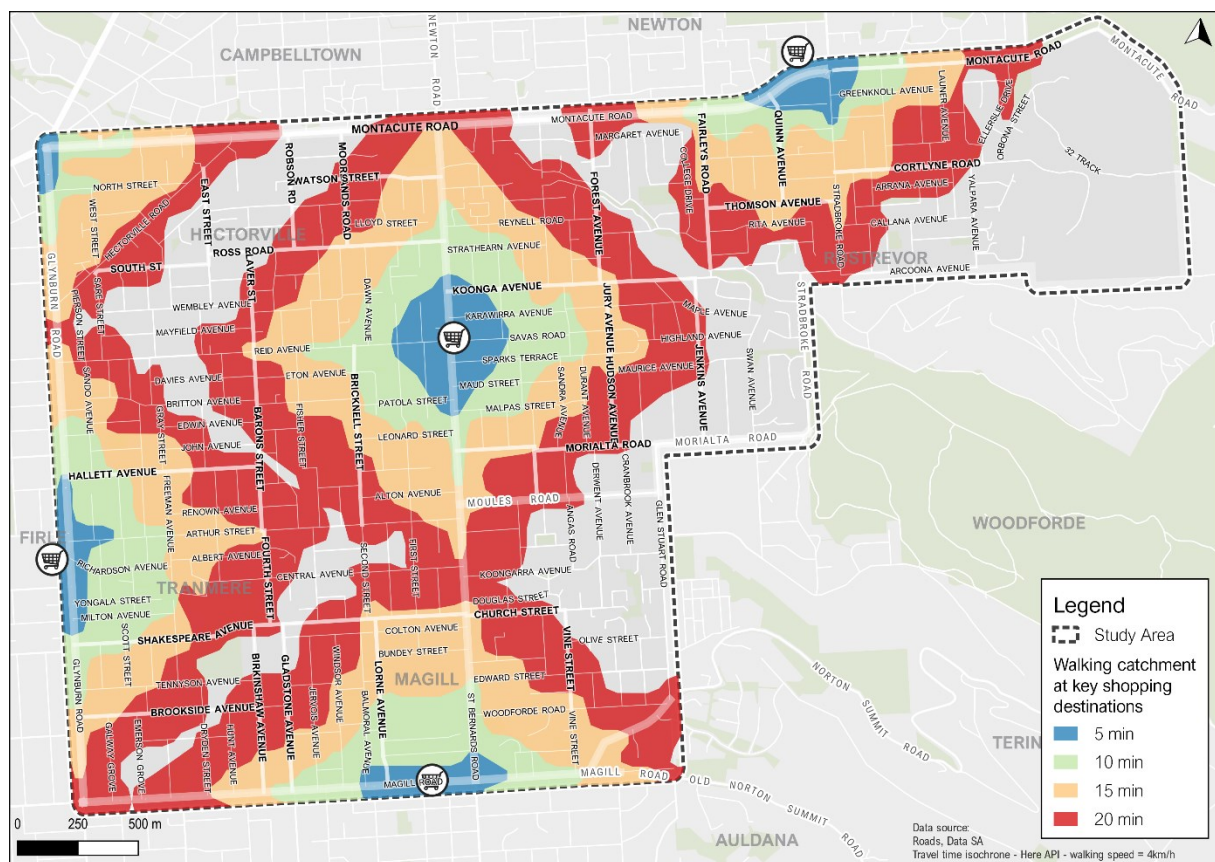 NEWTON
CAMPBELLTOWN
NEWTON
ROAD
MONTACUTE ROAD
MONTACUTE
ROAD
GREENKNOLL AVENUE
LAUNER AVENUE
MONTACUTE ROAD
MONTACUTE ROAD
MARGARET AVENUE
FAIRLEYS ROAD
QUINN AVENUE
ELLERSLIE DRIVE
ORBONA STREET
32 TRACK
NORTH STREET
EAST STREET
ROBSON RD
MOORLANDS ROAD
WATSON STREET
FOREST AVENUE
COLLEGE DRIVE
CORTLYNE ROAD
ARRANA AVENUE
YALPARA AVENUE
WEST STREET
HECTORVILLE ROAD
HECTORVILLE
LLOYD STREET
REYNELL ROAD
THOMSON AVENUE
RITA AVENUE
STRADBROKE ROAD
CALLANA AVENUE
ROSTREVOR
ARCOONA AVENUE
ROSS ROAD
STRATHEARN AVENUE
SOUTH ST
GLYNBURN
ROAD
PIERSON STREET
SARE STREET
WEMBLEY AVENUE
DAWN AVENUE
KOONGA AVENUE
JURY AVENUE
HUDSON AVENUE
STRADBROKE
ROAD
MAPLE AVENUE
KARAWIRRA AVENUE
MAYFIELD AVENUE
SAVAS ROAD
HIGHLAND AVENUE
JENKINS AVENUE
SWAN AVENUE
REID AVENUE
SPARKS TERRACE
MAURICE AVENUE
SANDO AVENUE
DAVIES AVENUE
ETON AVENUE
MAUD STREET
SANDRA AVENUE
DURANT AVENUE
BRITTON AVENUE
BRICKNELL STREET
PATOLA STREET
MALPAS STREET
GRAY STREET
EDWIN AVENUE
BARONS STREET
FISHER STREET
LEONARD STREET
JOHN AVENUE
MORIALTA ROAD
MORIALTA ROAD
HALLETT AVENUE
FREEMAN AVENUE
DERWENT AVENUE
CRANBROOK AVENUE
ALTON AVENUE
MOULES ROAD
RENOWN AVENUE
ANGAS ROAD
GLEN STUART ROAD
WOODFORDE
ARTHUR STREET
ALBERT AVENUE
FOURTH STREET
SECOND STREET
FIRST STREET
RICHARDSON AVENUE
TRANMERE
CENTRAL AVENUE
KOONGARRA AVENUE
YONGALA STREET
DOUGLAS STREET
MILTON AVENUE
CHURCH STREET
SHAKESPEARE AVENUE
SCOTT STREET
COLTON AVENUE
VINE STREET
OLIVE STREET
BUNDEY STREET
GLYNBURN ROAD
BIRKINSHAW AVENUE
GLADSTONE AVENUE
WINDSOR AVENUE
LORNE AVENUE
MAGILL
EDWARD STREET
TENNYSON AVENUE
JERVOIS AVENUE
BALMORAL AVENUE
ST BERNARDS ROAD
WOODFORDE ROAD
BROOKSIDE AVENUE
GALWAY GROVE
EMERSON GROVE
DRYDEN STREET
HUNT AVENUE
VINE STREET
MAGILL ROAD
MAGILL ROAD
OLD NORTON SUMMIT ROAD
NORTON SUMMIT ROAD
AULDANA
0 250 500 m
Legend
Study Area
Walking catchment
at key shopping
destinations
5 min
10 min
15 min
20 min
Data source:
Roads, Data SA
Travel time isochrone - Here API - walking speed = 4km/h